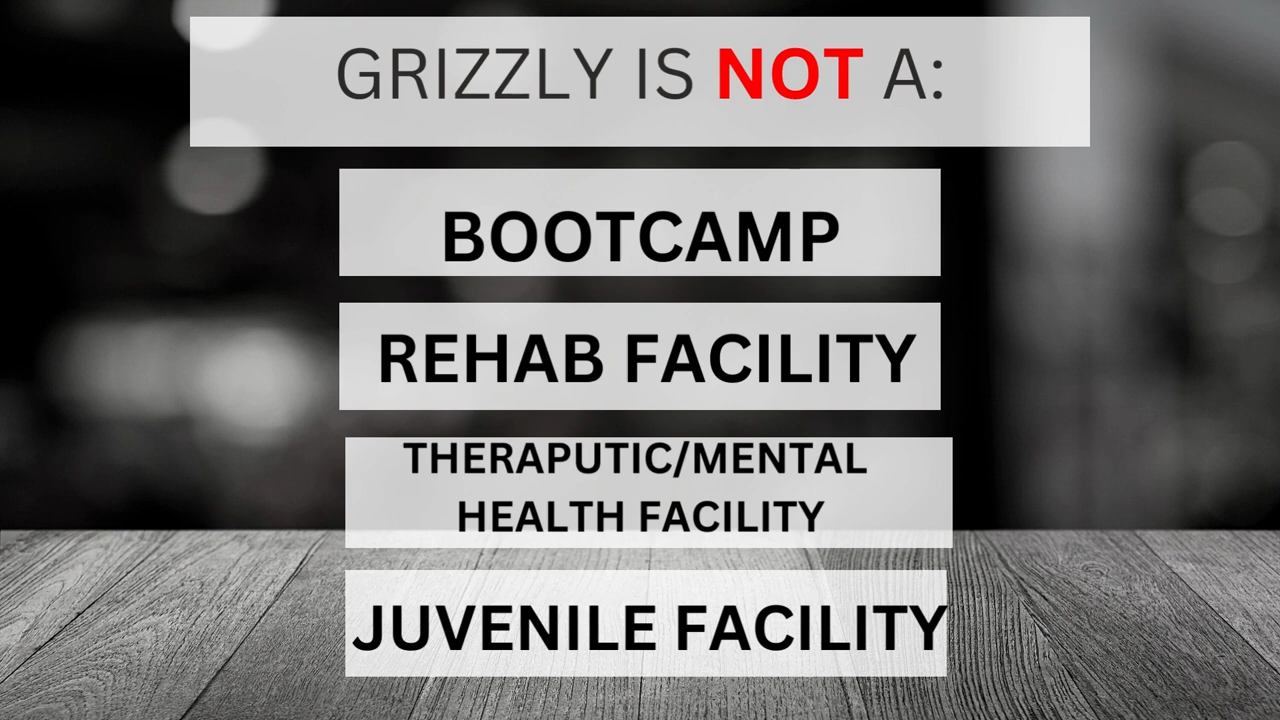 GRIZZLY IS NOT A:
BOOTCAMP
REHAB FACILITY
THERAPUTIC/MENTAL
HEALTH FACILITY
JUVENILE FACILITY